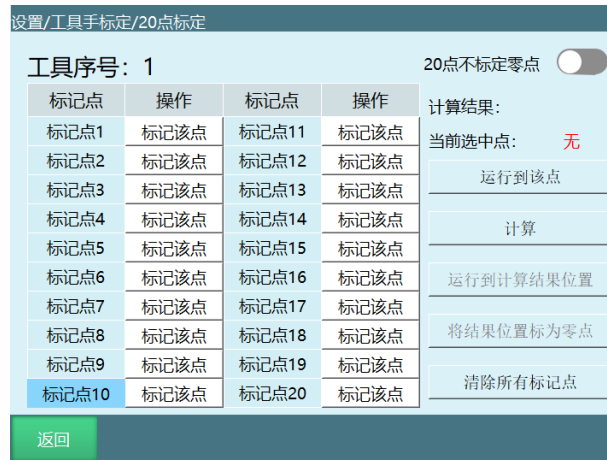 设置/工具手标定/20点标定
工具序号：1
20点不标定零点
标记点 操作 标记点 操作
计算结果：
标记点1 标记该点 标记点11 标记该点
当前选中点： 无
标记点2 标记该点 标记点12 标记该点
运行到该点
标记点3 标记该点 标记点13 标记该点
标记点4 标记该点 标记点14 标记该点
计算
标记点5 标记该点 标记点15 标记该点
标记点6 标记该点 标记点16 标记该点
运行到计算结果位置
标记点7 标记该点 标记点17 标记该点
标记点8 标记该点 标记点18 标记该点
将结果位置标为零点
标记点9 标记该点 标记点19 标记该点
清除所有标记点
标记点10 标记该点 标记点20 标记该点
返回